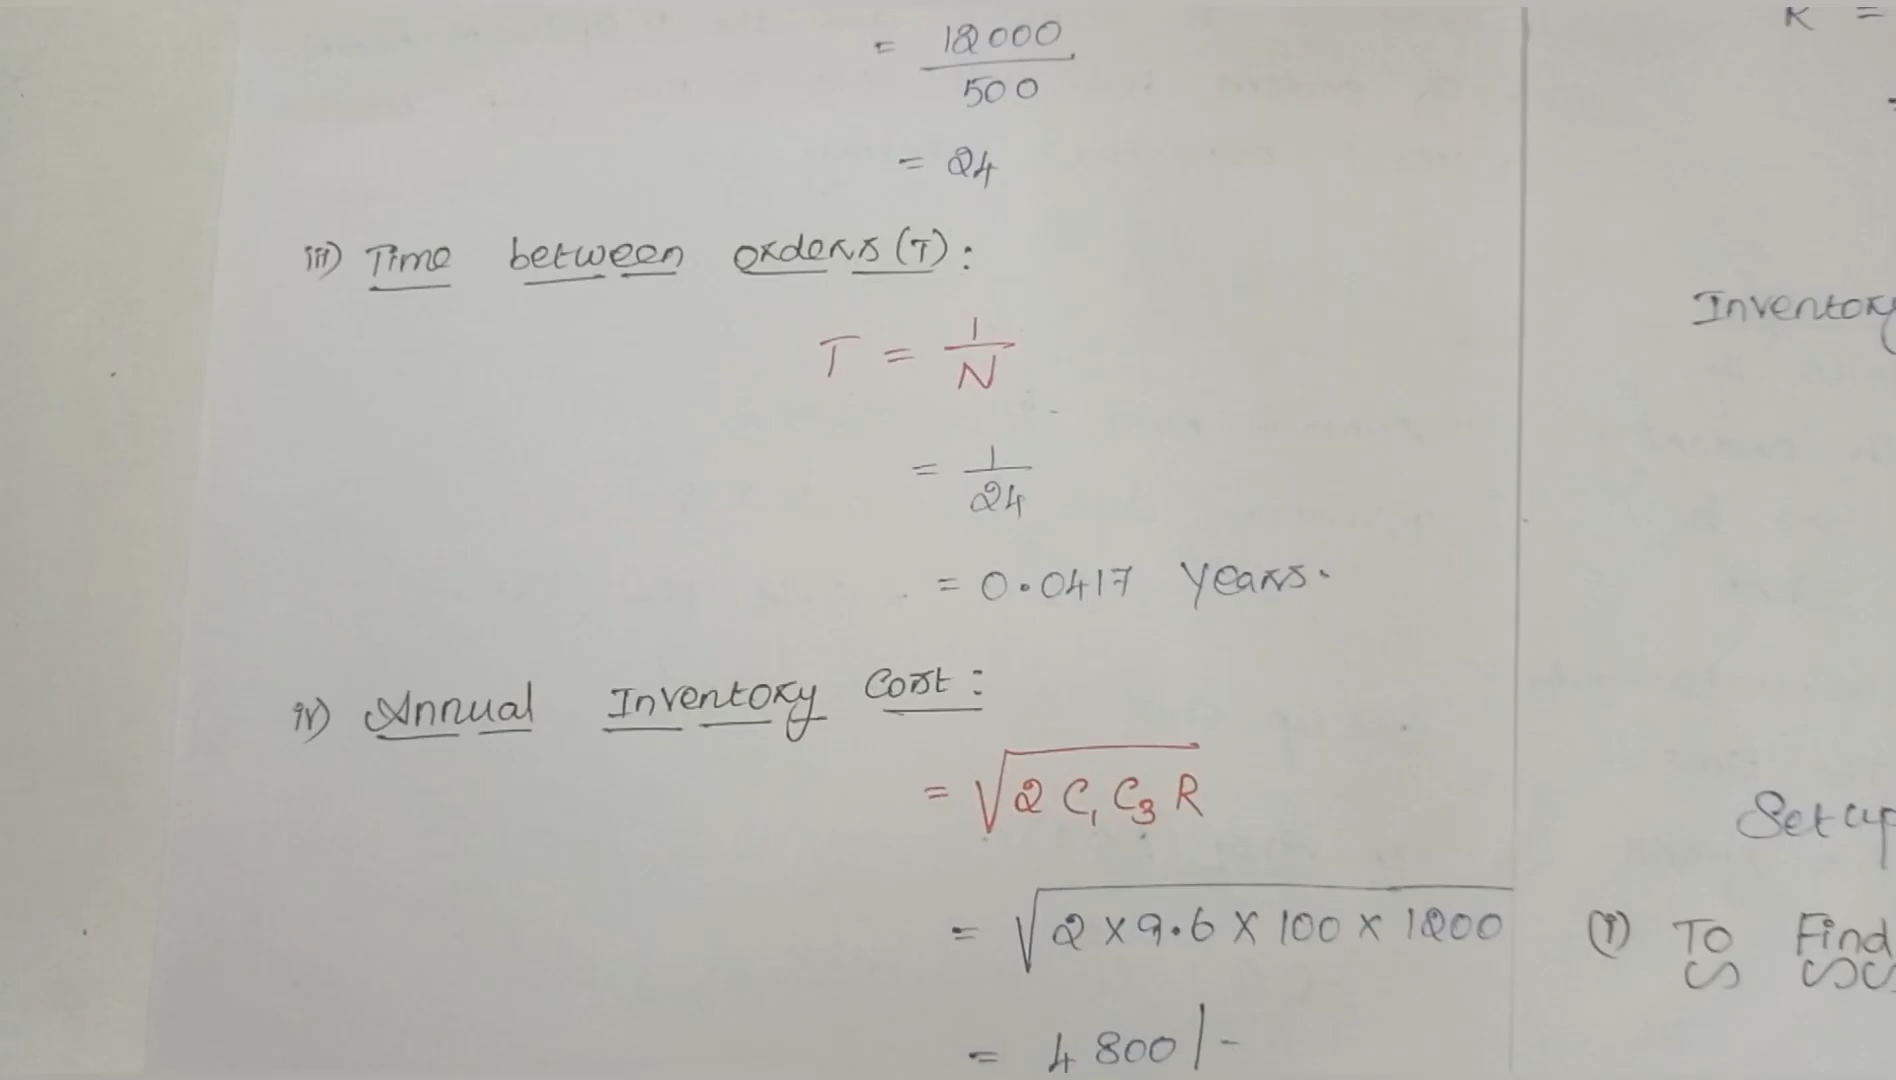 = 12000
500
= 24
iii) Time between orders (T):
T = 1/N
= 1/24
= 0.0417 years.
iv) Annual Inventory Cost:
= √2 C₁ C₃ R
= √2 × 9.6 × 100 × 1200
= 4800/-
R =
Inventory
Setup
(i) To Find